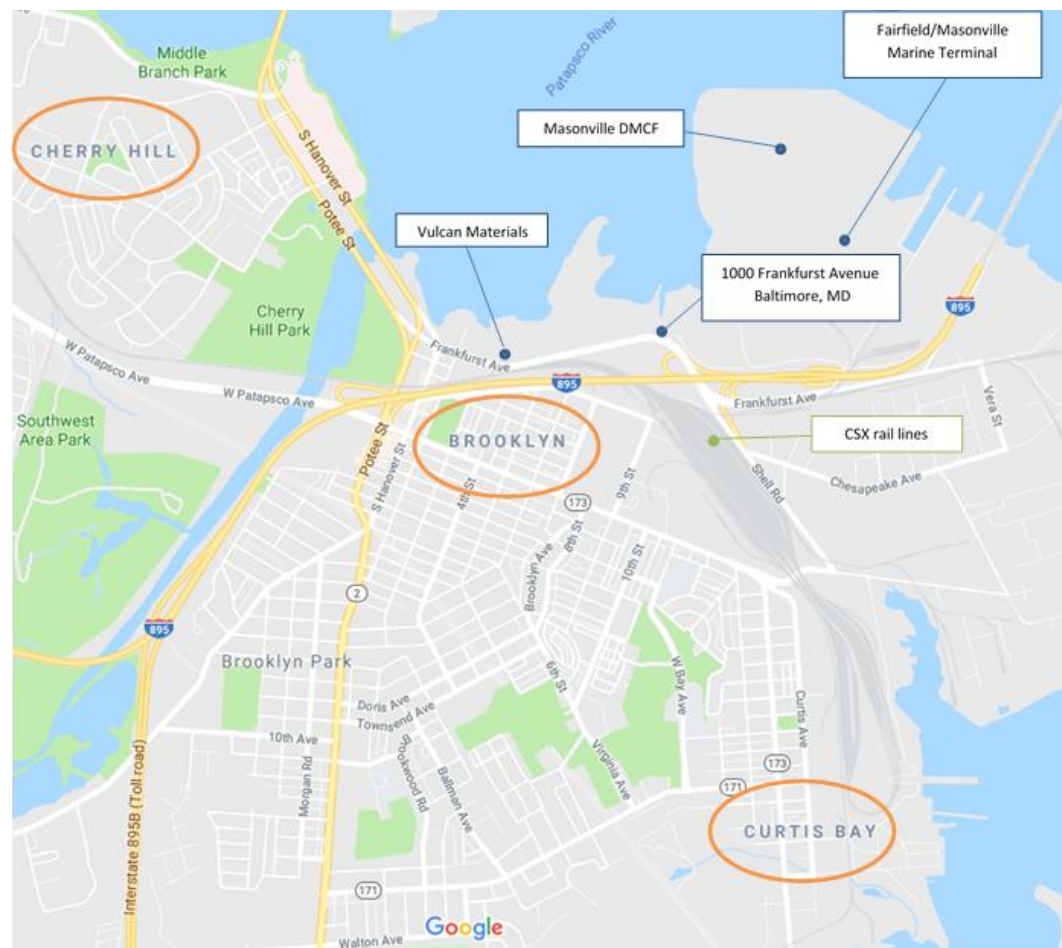 Middle
Branch Park
Patapsco River
Fairfield/Masonville
Marine Terminal
Masonville DMCF
CHERRY HILL
S Hanover St
Potee St
Vulcan Materials
1000 Frankfurst Avenue
Baltimore, MD
Cherry
Hill Park
Frankfurst Ave
895
895
W Patapsco Ave
W Patapsco Ave
Frankfurst Ave
Vera St
Southwest
Area Park
Potee St
S Hanover St
BROOKLYN
4th St
9th St
CSX rail lines
Shell Rd
Chesapeake Ave
173
8th St
Brooklyn Ave
10th St
2
895
Brooklyn Park
6th St
W Bay Ave
Curtis Ave
Doris Ave
Townsend Ave
10th Ave
Morgan Rd
Brookwood Rd
Ballman Ave
Virginia Ave
173
171
Interstate 895B (Toll road)
CURTIS BAY
171
Google
Walton Ave